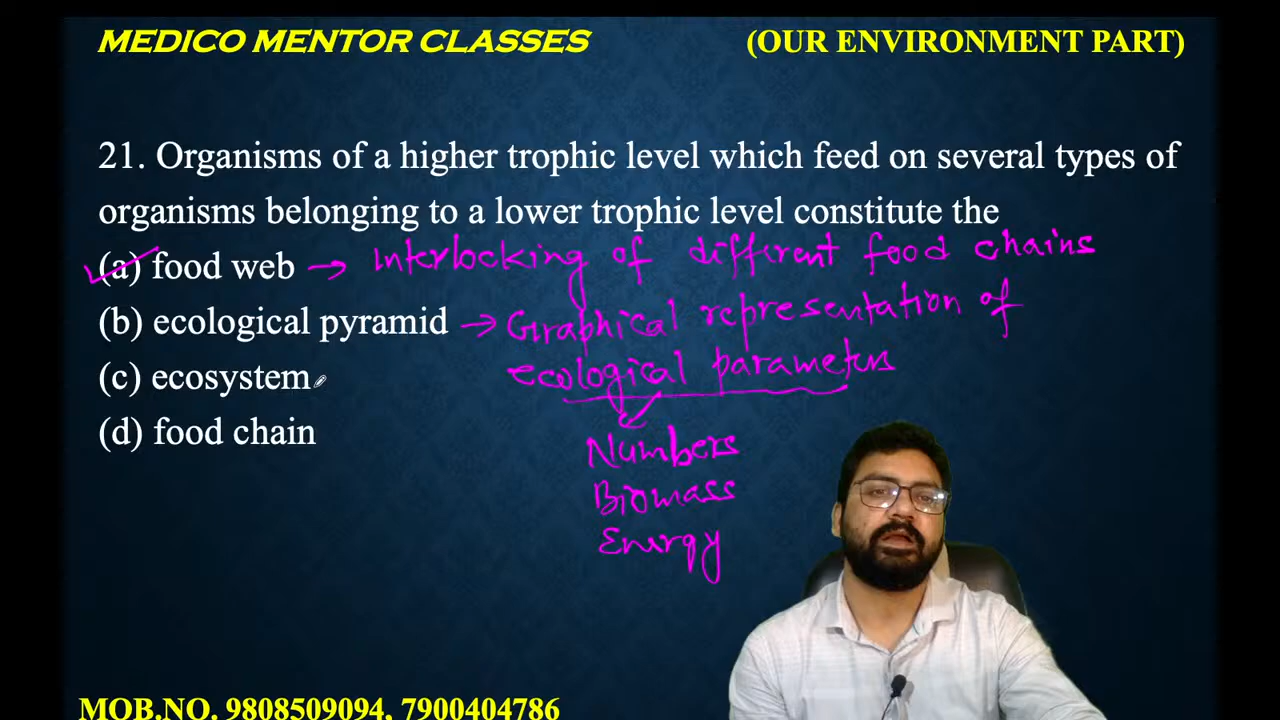 MEDICO MENTOR CLASSES (OUR ENVIRONMENT PART)
21. Organisms of a higher trophic level which feed on several types of
organisms belonging to a lower trophic level constitute the
(a) food web → Interlocking of different food chains
(b) ecological pyramid → Graphical representation of
ecological parameters
(c) ecosystem
(d) food chain
Numbers
Biomass
Energy
MOB.NO. 9808509094, 7900404786